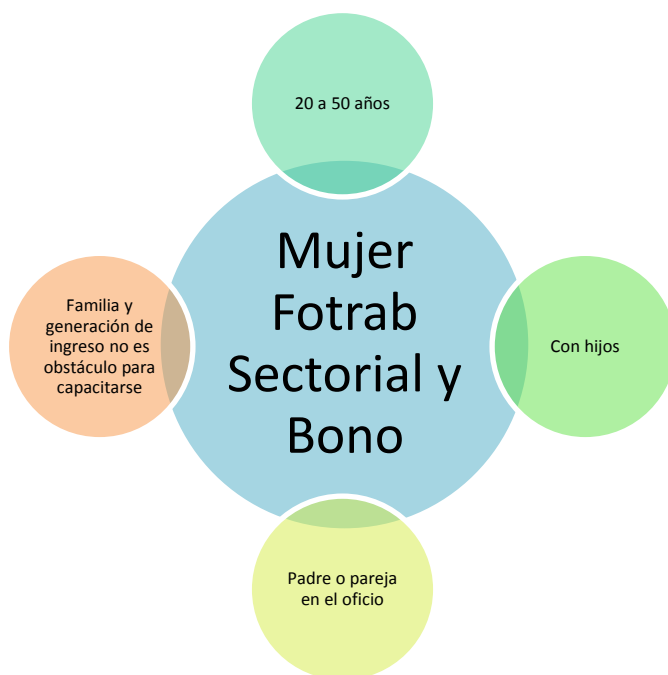 20 a 50 años
Mujer
Fotrab
Sectorial y
Bono
Familia y
generación de
ingreso no es
obstáculo para
capacitarse
Con hijos
Padre o pareja
en el oficio